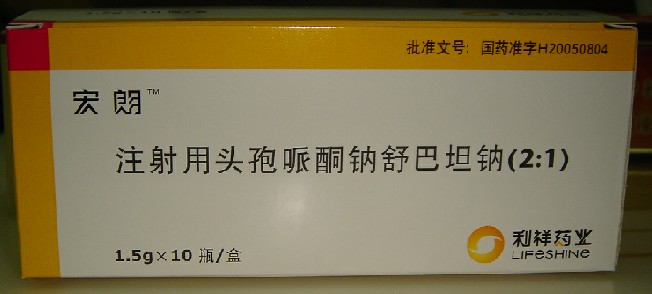 批准文号: 国药准字H20050804
宏朗™
注射用头孢哌酮钠舒巴坦钠(2:1)
1.5g×10 瓶/盒
利祥药业
LIFESHINE